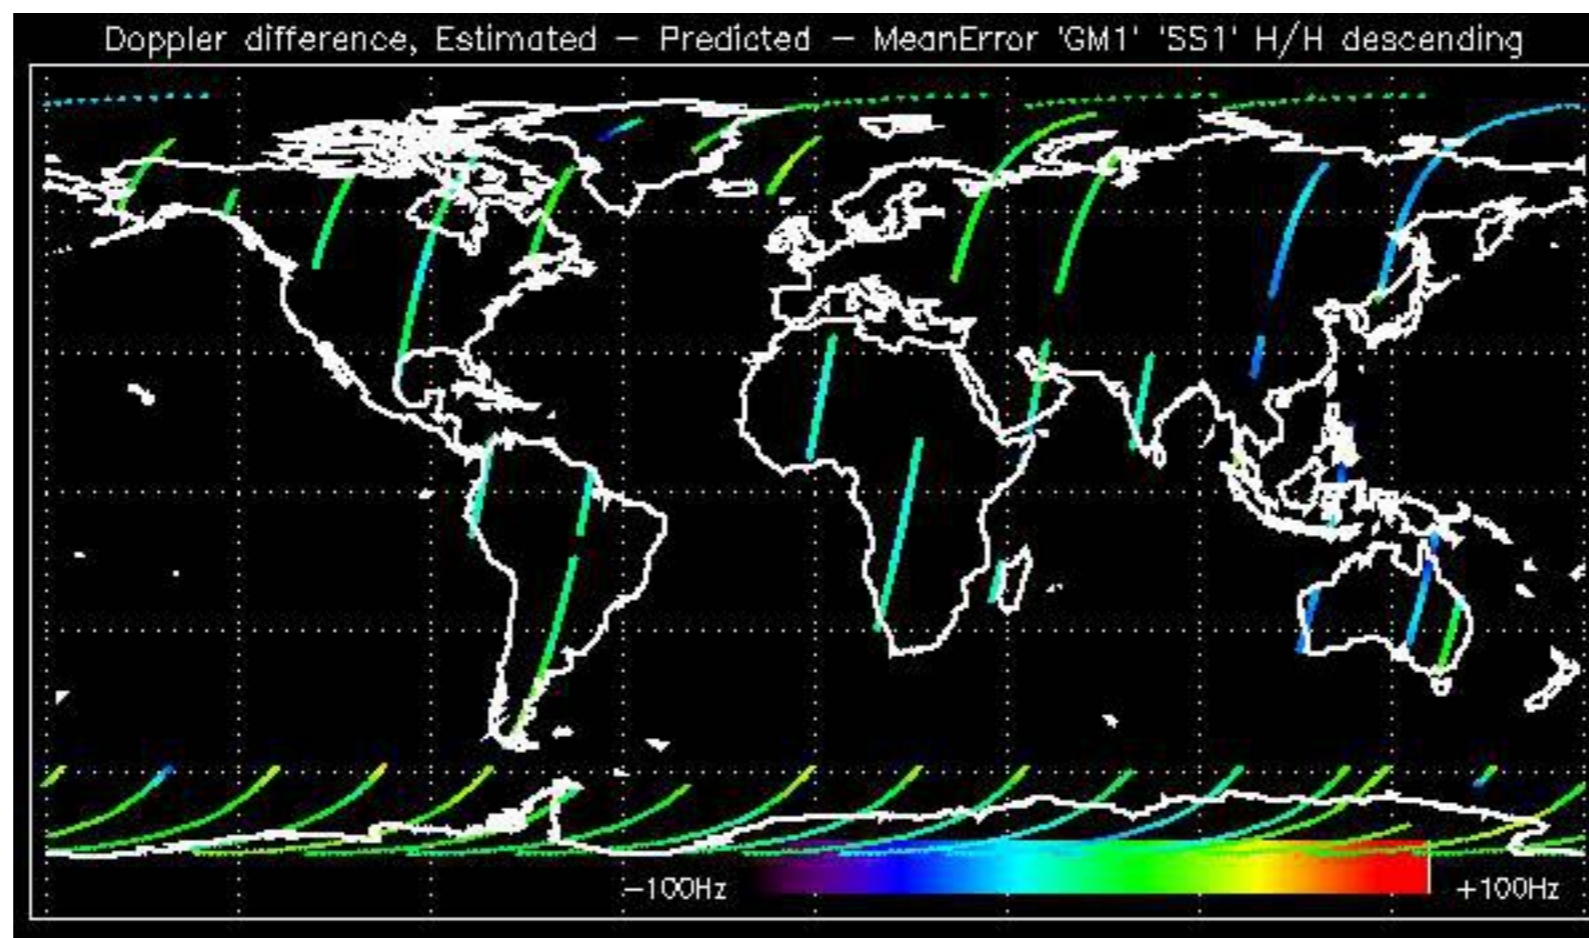 Doppler difference, Estimated – Predicted – MeanError 'GM1' 'SS1' H/H descending
–100Hz
+100Hz